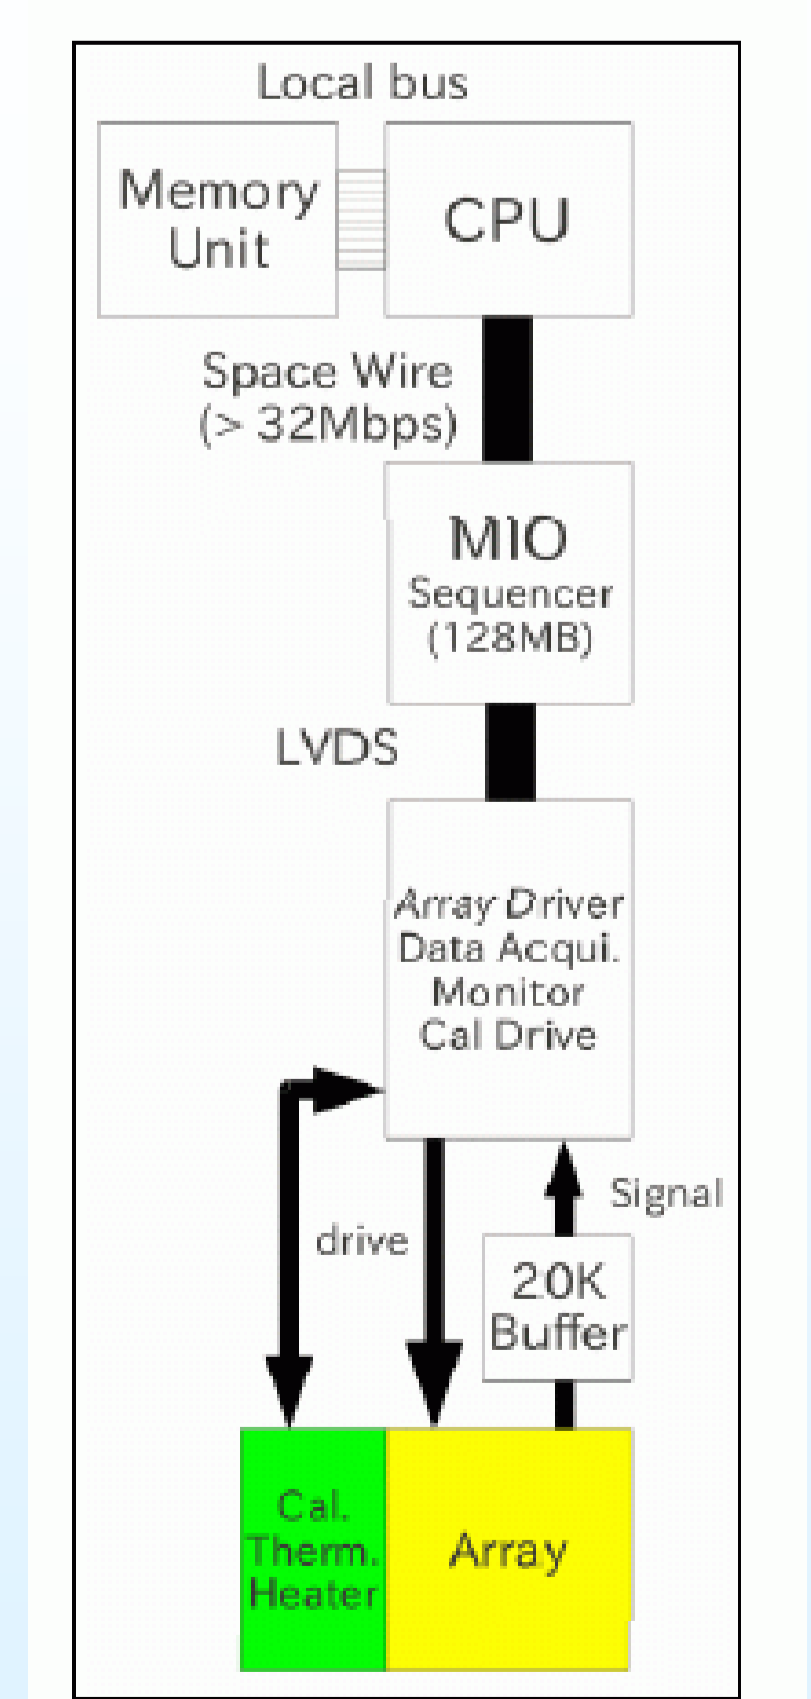 Local bus
Memory
Unit
CPU
Space Wire
(> 32Mbps)
MIO
Sequencer
(128MB)
LVDS
Array Driver
Data Acqui.
Monitor
Cal Drive
Signal
drive
20K
Buffer
Cal.
Therm.
Heater
Array